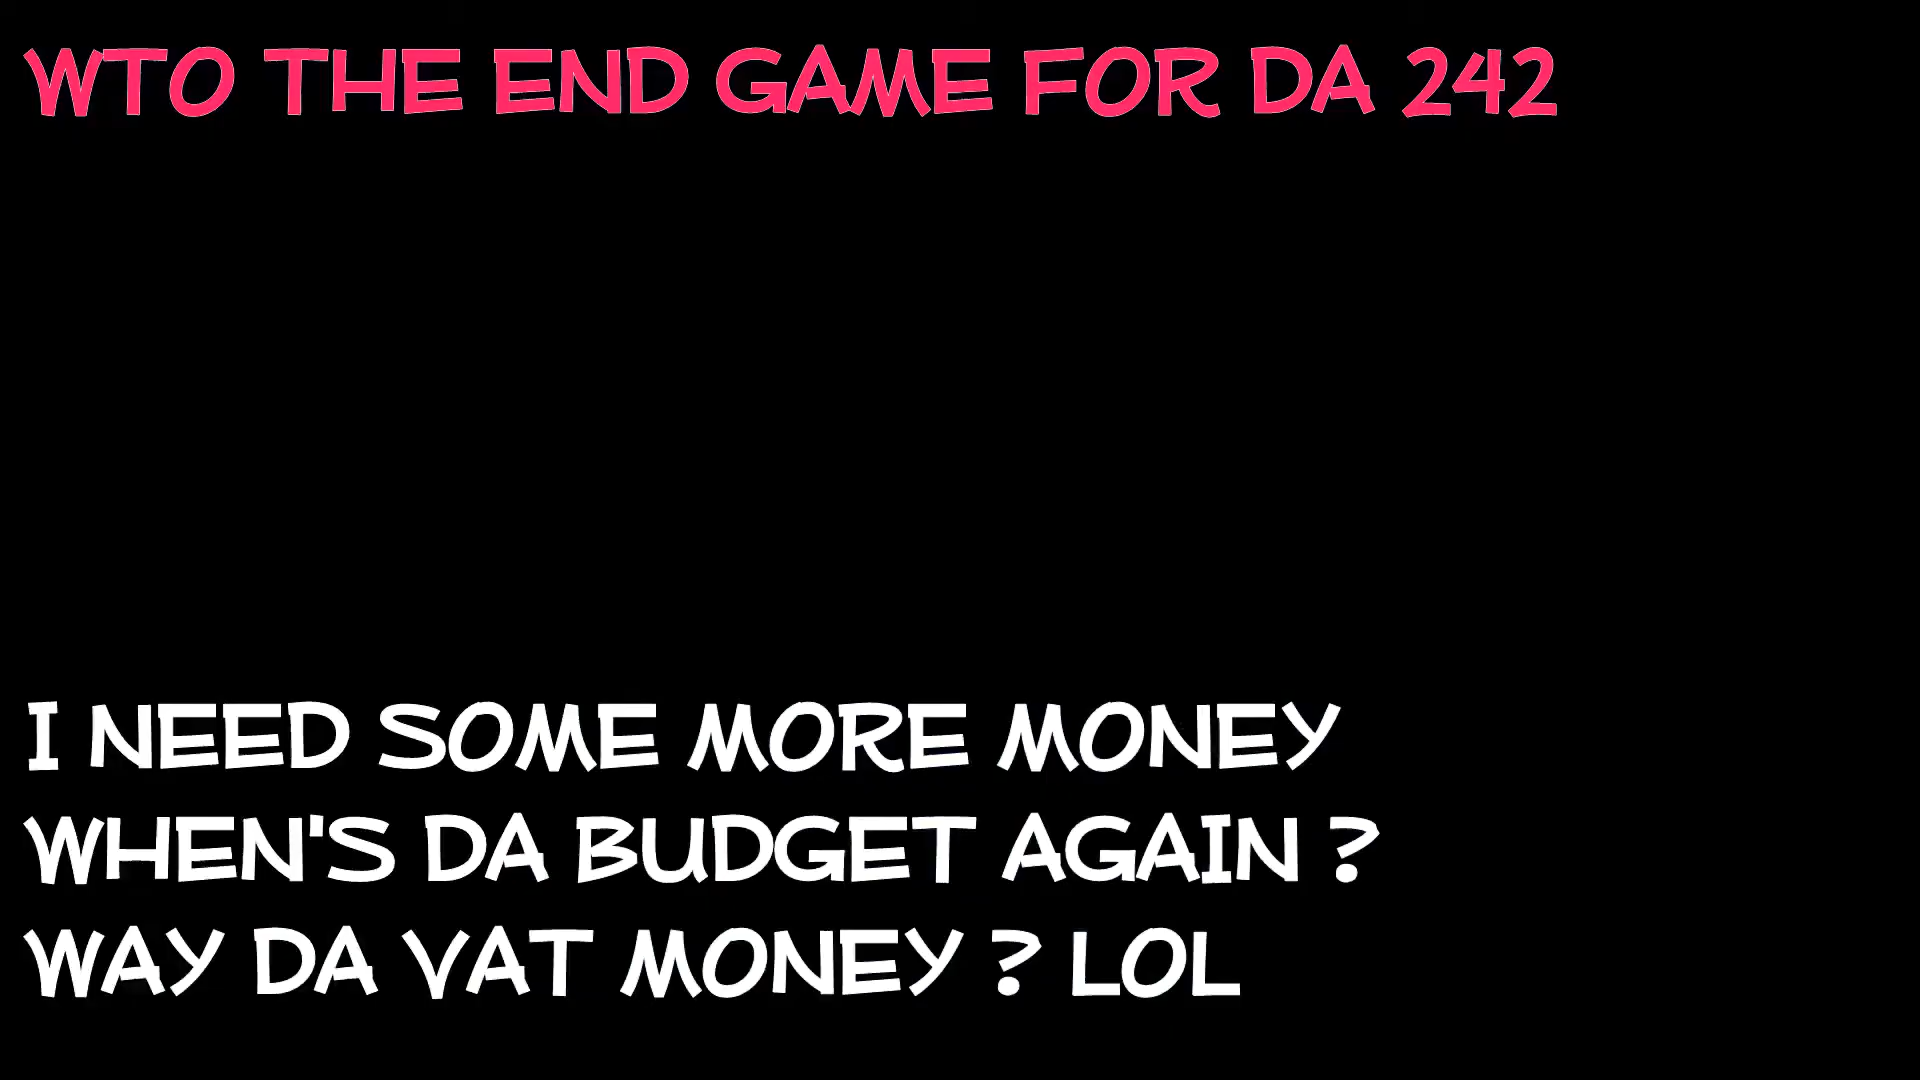 WTO THE END GAME FOR DA 242
I NEED SOME MORE MONEY
WHEN'S DA BUDGET AGAIN ?
WAY DA VAT MONEY ? LOL